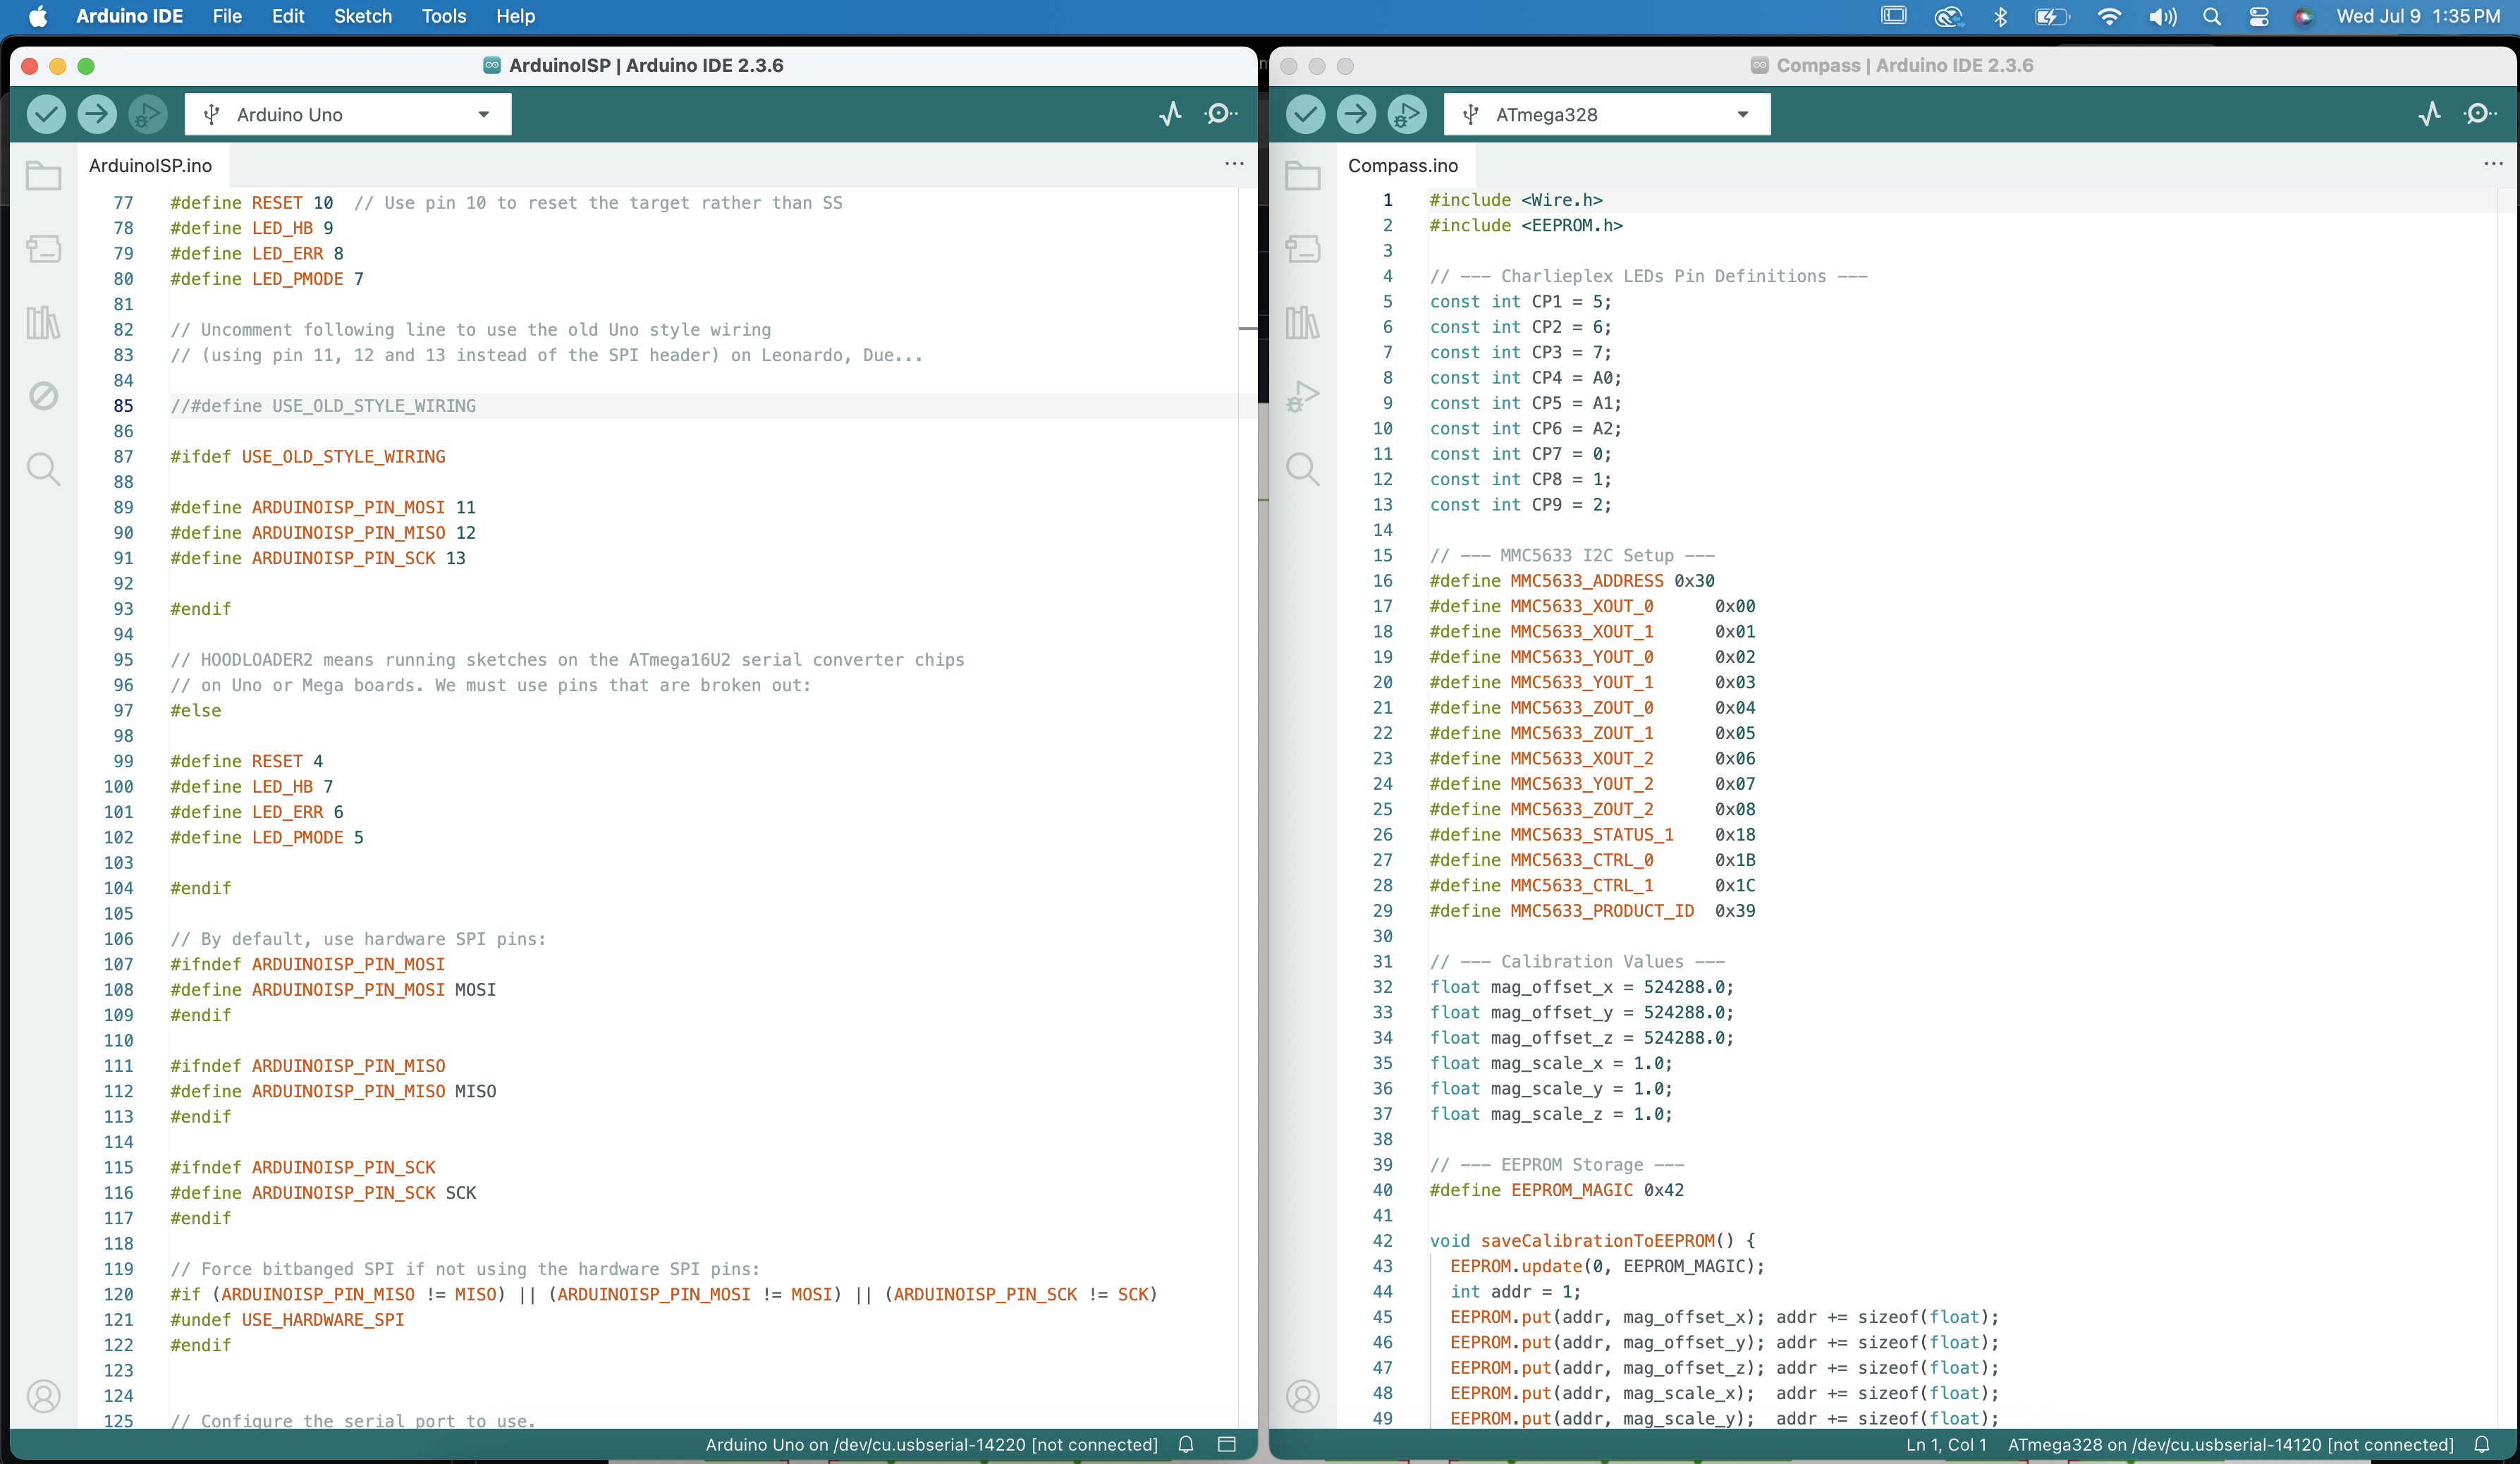 Arduino IDE File Edit Sketch Tools Help Wed Jul 9 1:35 PM
ArduinoISP | Arduino IDE 2.3.6
Arduino Uno
ArduinoISP.ino
77 #define RESET 10 // Use pin 10 to reset the target rather than SS
78 #define LED_HB 9
79 #define LED_ERR 8
80 #define LED_PMODE 7
81
82 // Uncomment following line to use the old Uno style wiring
83 // (using pin 11, 12 and 13 instead of the SPI header) on Leonardo, Due...
84
85 //#define USE_OLD_STYLE_WIRING
86
87 #ifdef USE_OLD_STYLE_WIRING
88
89 #define ARDUINOISP_PIN_MOSI 11
90 #define ARDUINOISP_PIN_MISO 12
91 #define ARDUINOISP_PIN_SCK 13
92
93 #endif
94
95 // HOODLOADER2 means running sketches on the ATmega16U2 serial converter chips
96 // on Uno or Mega boards. We must use pins that are broken out:
97 #else
98
99 #define RESET 4
100 #define LED_HB 7
101 #define LED_ERR 6
102 #define LED_PMODE 5
103
104 #endif
105
106 // By default, use hardware SPI pins:
107 #ifndef ARDUINOISP_PIN_MOSI
108 #define ARDUINOISP_PIN_MOSI MOSI
109 #endif
110
111 #ifndef ARDUINOISP_PIN_MISO
112 #define ARDUINOISP_PIN_MISO MISO
113 #endif
114
115 #ifndef ARDUINOISP_PIN_SCK
116 #define ARDUINOISP_PIN_SCK SCK
117 #endif
118
119 // Force bitbanged SPI if not using the hardware SPI pins:
120 #if (ARDUINOISP_PIN_MISO != MISO) || (ARDUINOISP_PIN_MOSI != MOSI) || (ARDUINOISP_PIN_SCK != SCK)
121 #undef USE_HARDWARE_SPI
122 #endif
123
124
125 // Configure the serial port to use.
Arduino Uno on /dev/cu.usbserial-14220 [not connected]
Compass | Arduino IDE 2.3.6
ATmega328
Compass.ino
1 #include <Wire.h>
2 #include <EEPROM.h>
3
4 // --- Charlieplex LEDs Pin Definitions ---
5 const int CP1 = 5;
6 const int CP2 = 6;
7 const int CP3 = 7;
8 const int CP4 = A0;
9 const int CP5 = A1;
10 const int CP6 = A2;
11 const int CP7 = 0;
12 const int CP8 = 1;
13 const int CP9 = 2;
14
15 // --- MMC5633 I2C Setup ---
16 #define MMC5633_ADDRESS 0x30
17 #define MMC5633_XOUT_0 0x00
18 #define MMC5633_XOUT_1 0x01
19 #define MMC5633_YOUT_0 0x02
20 #define MMC5633_YOUT_1 0x03
21 #define MMC5633_ZOUT_0 0x04
22 #define MMC5633_ZOUT_1 0x05
23 #define MMC5633_XOUT_2 0x06
24 #define MMC5633_YOUT_2 0x07
25 #define MMC5633_ZOUT_2 0x08
26 #define MMC5633_STATUS_1 0x18
27 #define MMC5633_CTRL_0 0x1B
28 #define MMC5633_CTRL_1 0x1C
29 #define MMC5633_PRODUCT_ID 0x39
30
31 // --- Calibration Values ---
32 float mag_offset_x = 524288.0;
33 float mag_offset_y = 524288.0;
34 float mag_offset_z = 524288.0;
35 float mag_scale_x = 1.0;
36 float mag_scale_y = 1.0;
37 float mag_scale_z = 1.0;
38
39 // --- EEPROM Storage ---
40 #define EEPROM_MAGIC 0x42
41
42 void saveCalibrationToEEPROM() {
43 EEPROM.update(0, EEPROM_MAGIC);
44 int addr = 1;
45 EEPROM.put(addr, mag_offset_x); addr += sizeof(float);
46 EEPROM.put(addr, mag_offset_y); addr += sizeof(float);
47 EEPROM.put(addr, mag_offset_z); addr += sizeof(float);
48 EEPROM.put(addr, mag_scale_x); addr += sizeof(float);
49 EEPROM.put(addr, mag_scale_y); addr += sizeof(float);
Ln 1, Col 1 ATmega328 on /dev/cu.usbserial-14120 [not connected]